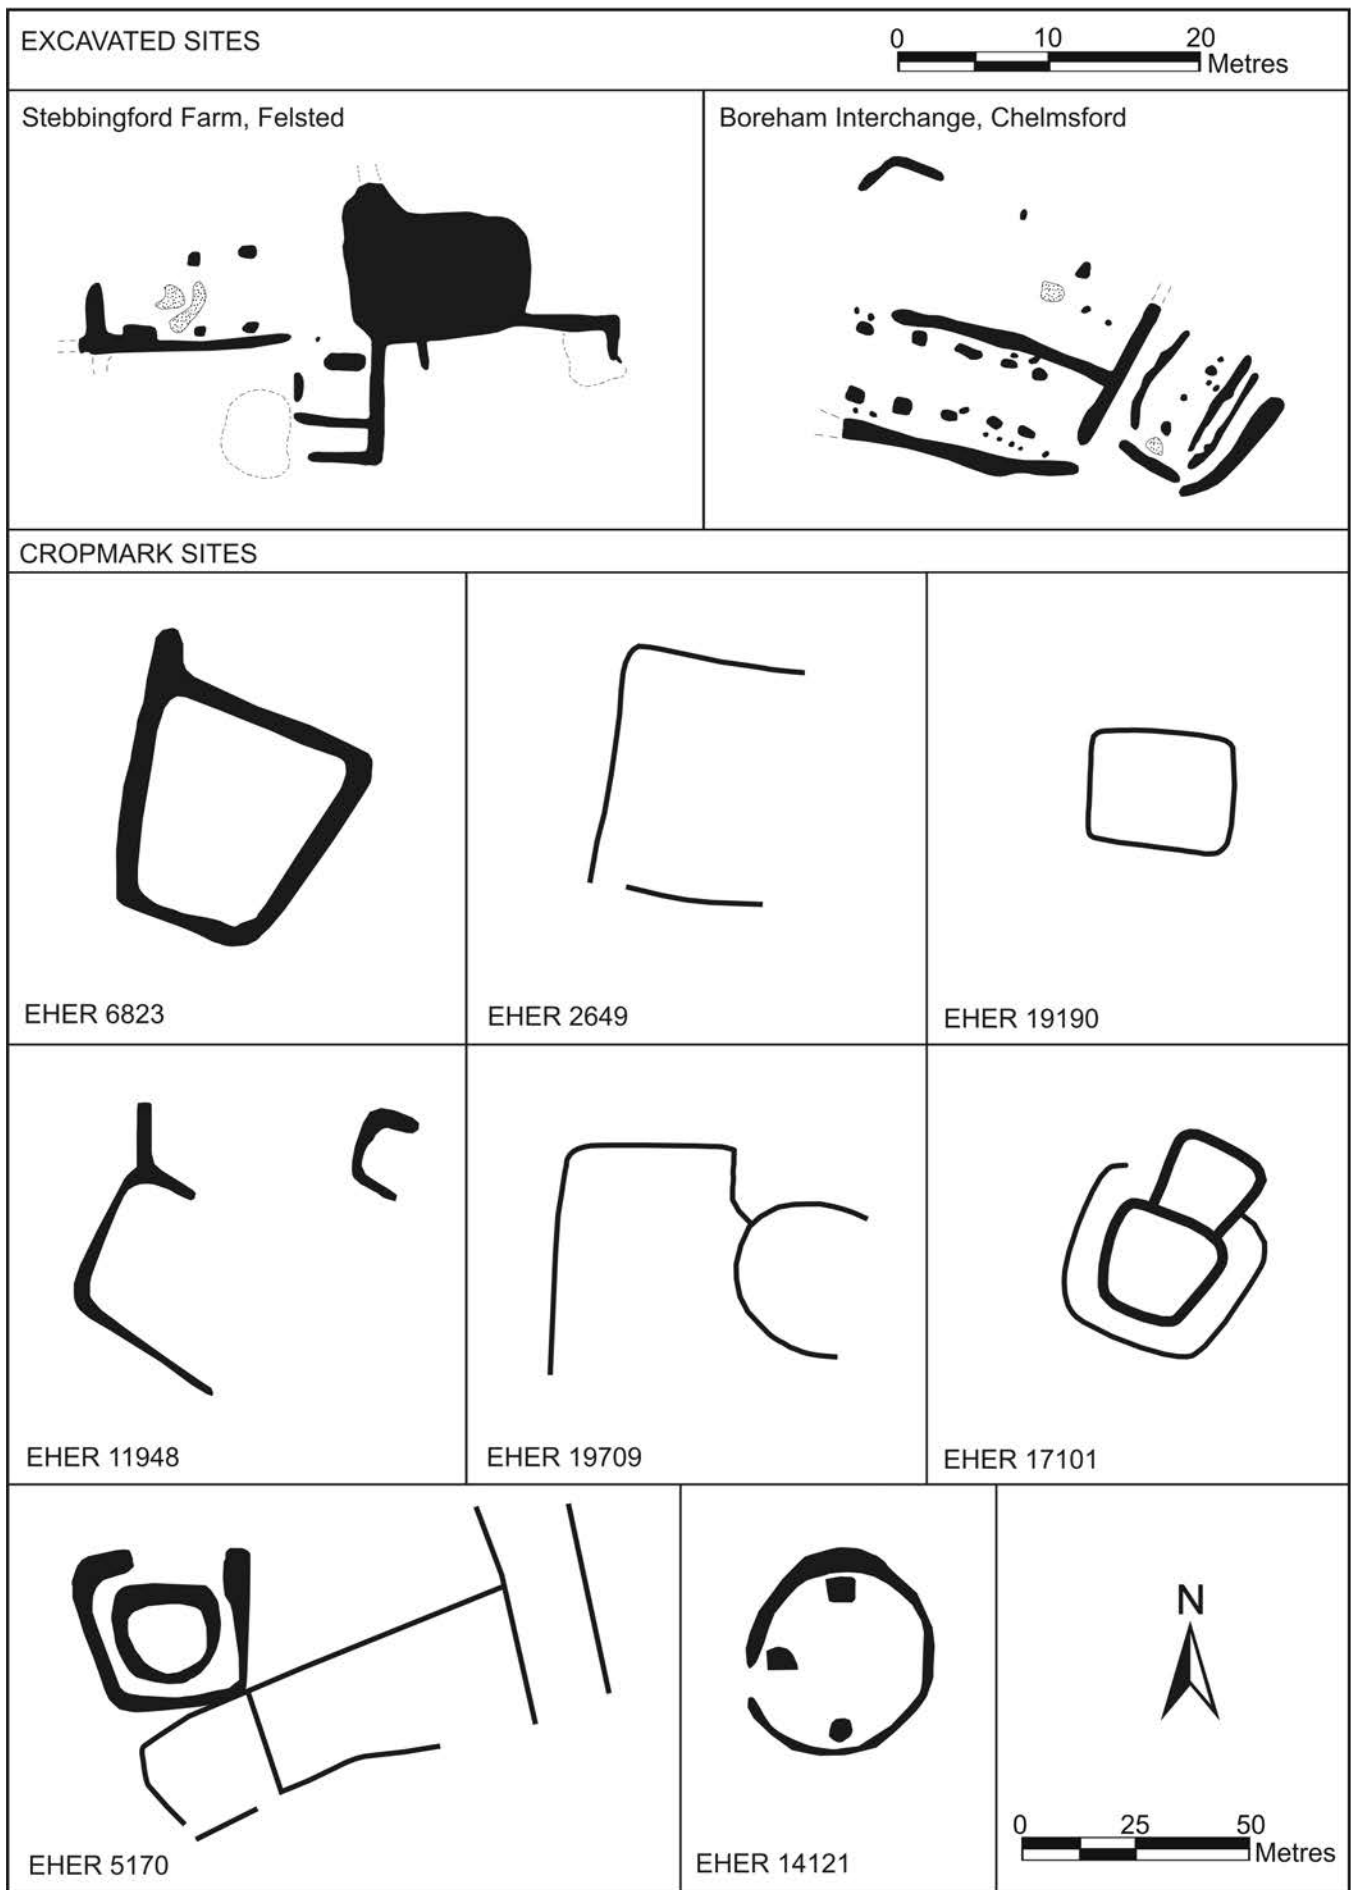 EXCAVATED SITES
0 10 20
Metres
Stebbingford Farm, Felsted
Boreham Interchange, Chelmsford
CROPMARK SITES
EHER 6823
EHER 2649
EHER 19190
EHER 11948
EHER 19709
EHER 17101
EHER 5170
EHER 14121
N
0 25 50
Metres